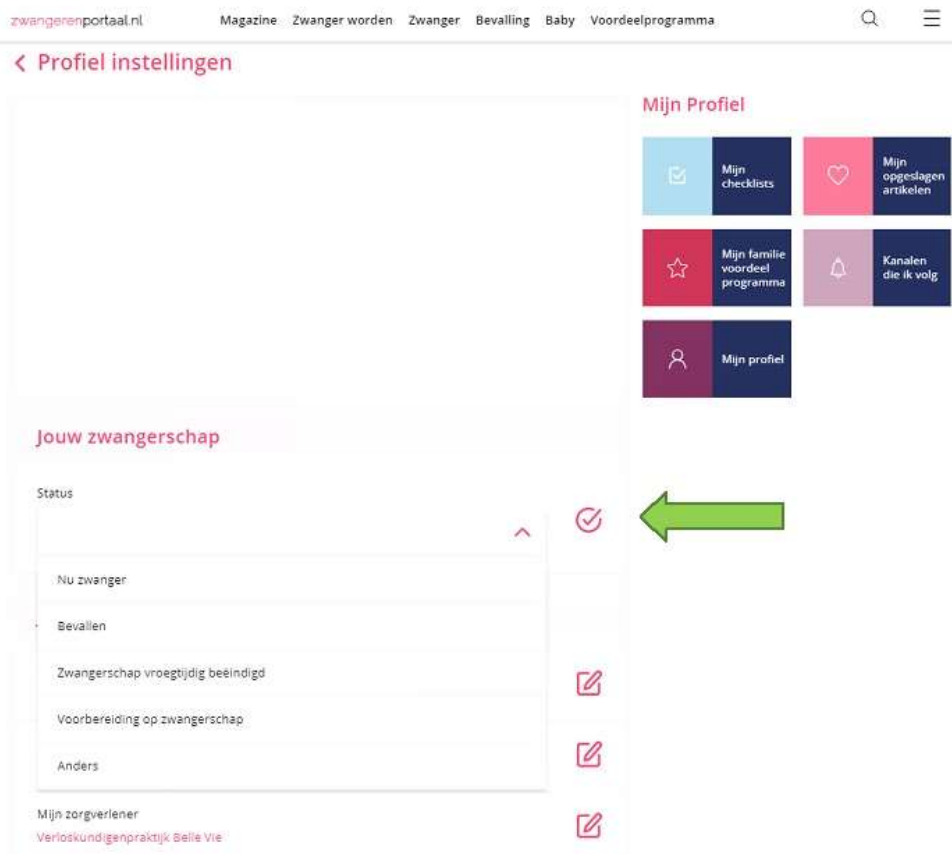 zwangerenportaal.nl
Magazine Zwanger worden Zwanger Bevalling Baby Voordeelprogramma
Profiel instellingen
Mijn Profiel
Mijn
checklists
Mijn
opgeslagen
artikelen
Mijn familie
voordeel
programma
Kanalen
die ik volg
Mijn profiel
Jouw zwangerschap
Status
Nu zwanger
Bevallen
Zwangerschap vroegtijdig beëindigd
Voorbereiding op zwangerschap
Anders
Mijn zorgverlener
Verloskundigenpraktijk Belle Vie